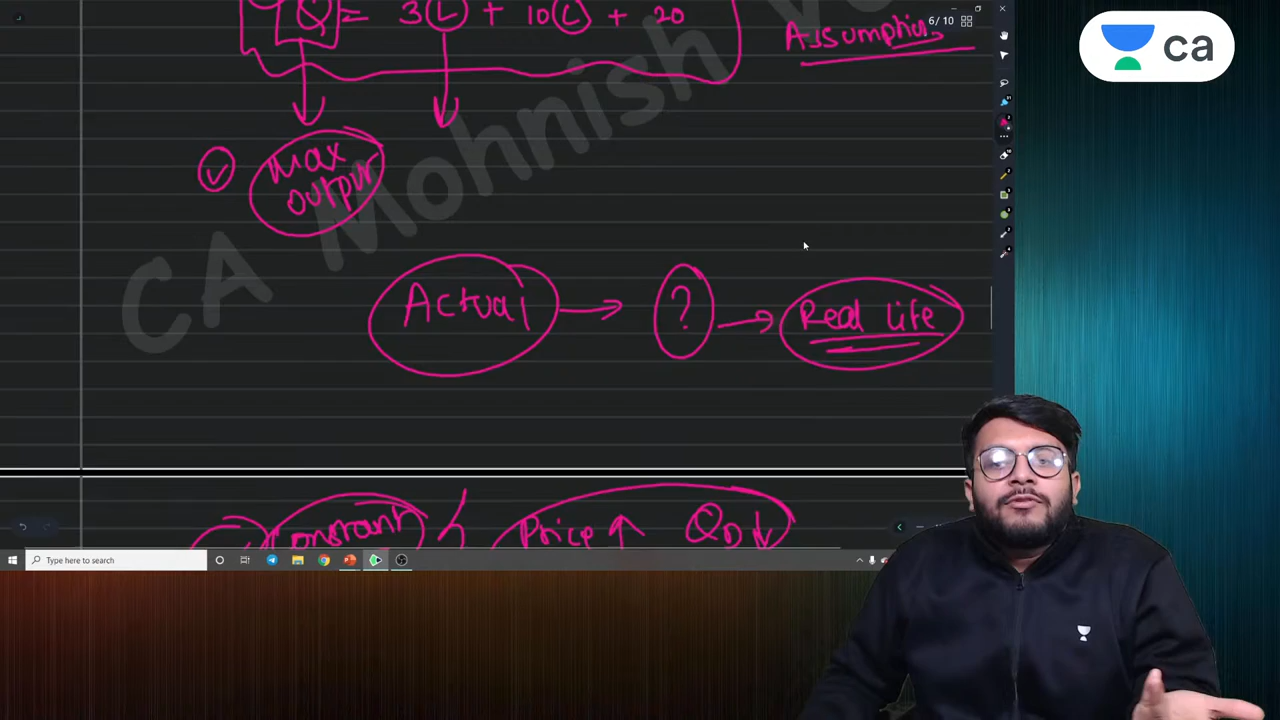 Q = 3(L) + 10(L) + 20
Assumptions
6/10
ca
Max
output
Actual → ? → Real Life
CA Mohnish
Constant
Price ↑ QD↓
Type here to search